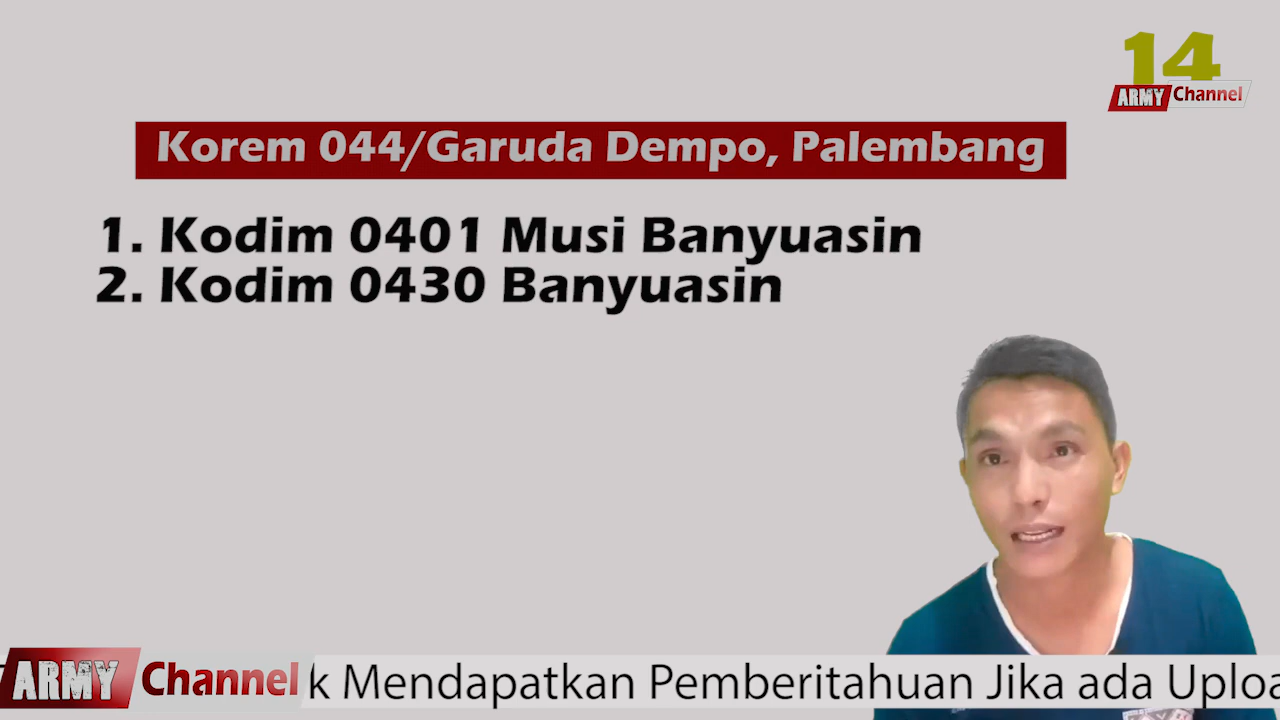 14
ARMY Channel
Korem 044/Garuda Dempo, Palembang
1. Kodim 0401 Musi Banyuasin
2. Kodim 0430 Banyuasin
ARMY Channel k Mendapatkan Pemberitahuan Jika ada Uploa